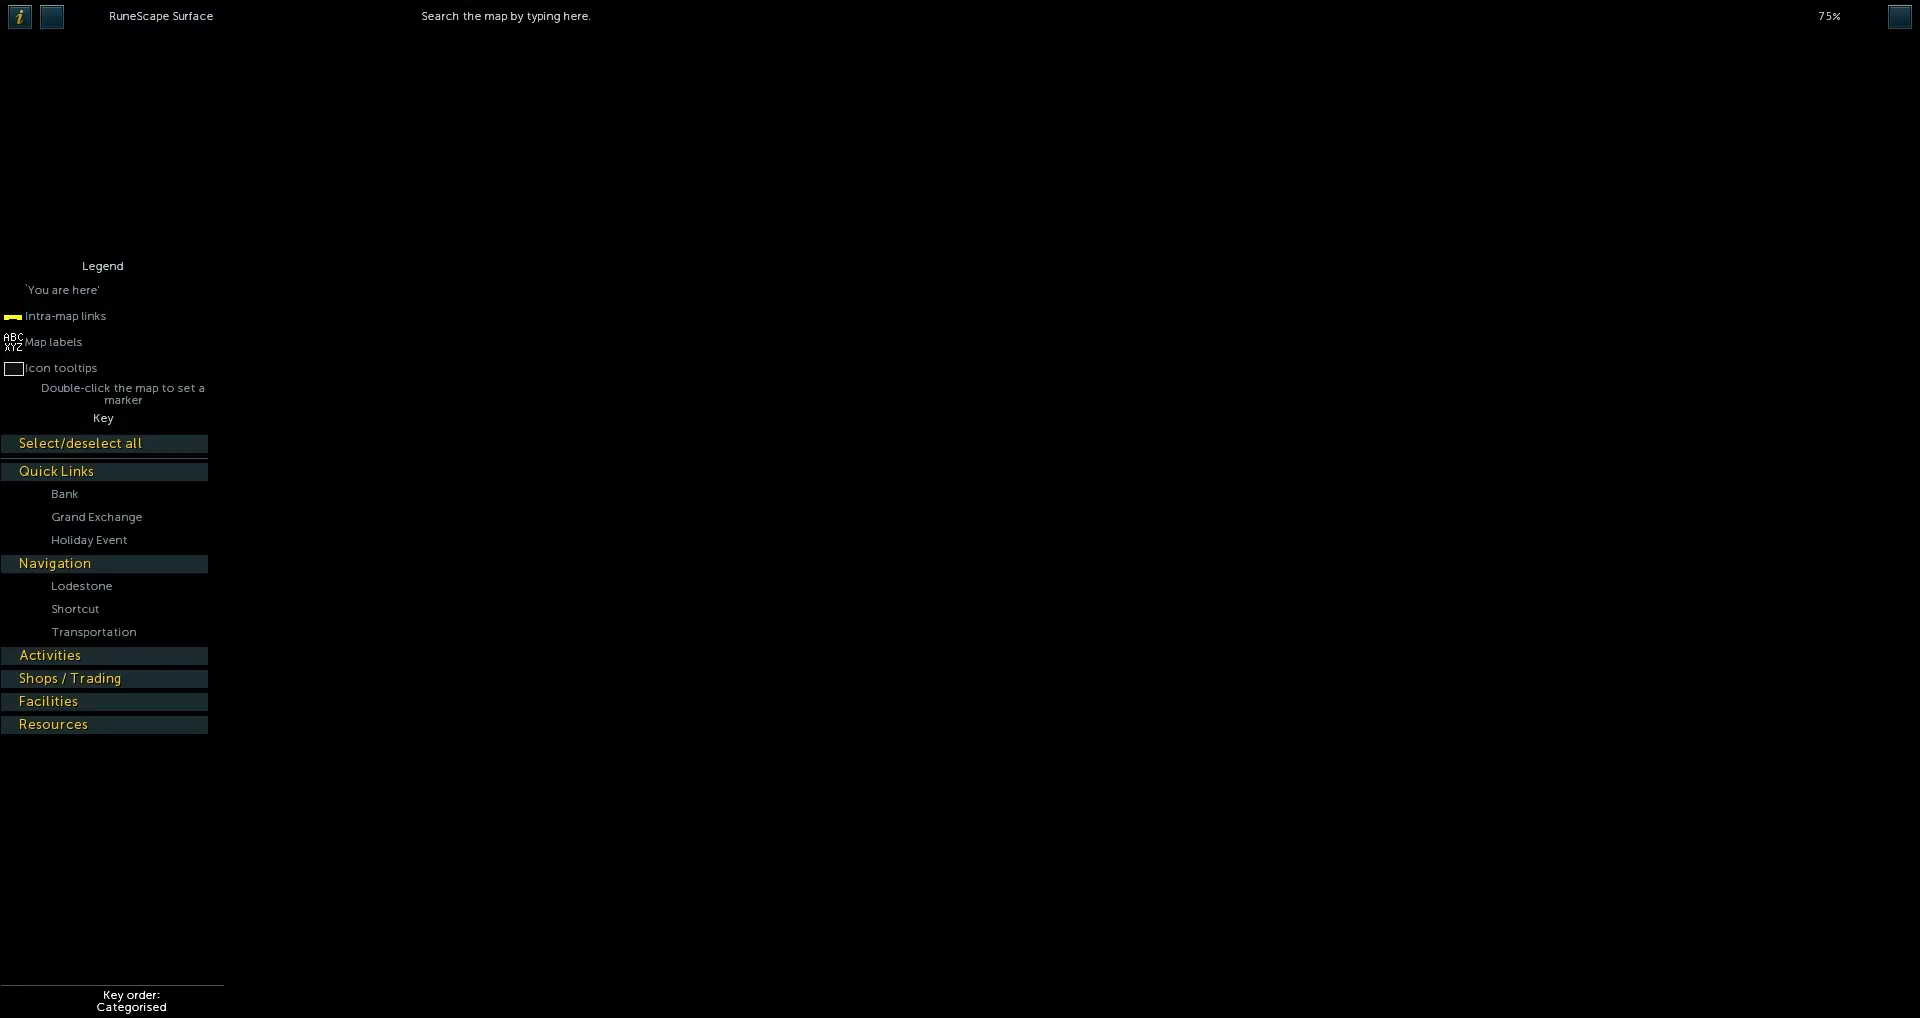 i
RuneScape Surface
Search the map by typing here.
75%
Legend
`You are here'
Intra-map links
ABC
XYZ
Map labels
Icon tooltips
Double-click the map to set a
marker
Key
Select/deselect all
Quick Links
Bank
Grand Exchange
Holiday Event
Navigation
Lodestone
Shortcut
Transportation
Activities
Shops / Trading
Facilities
Resources
Key order:
Categorised